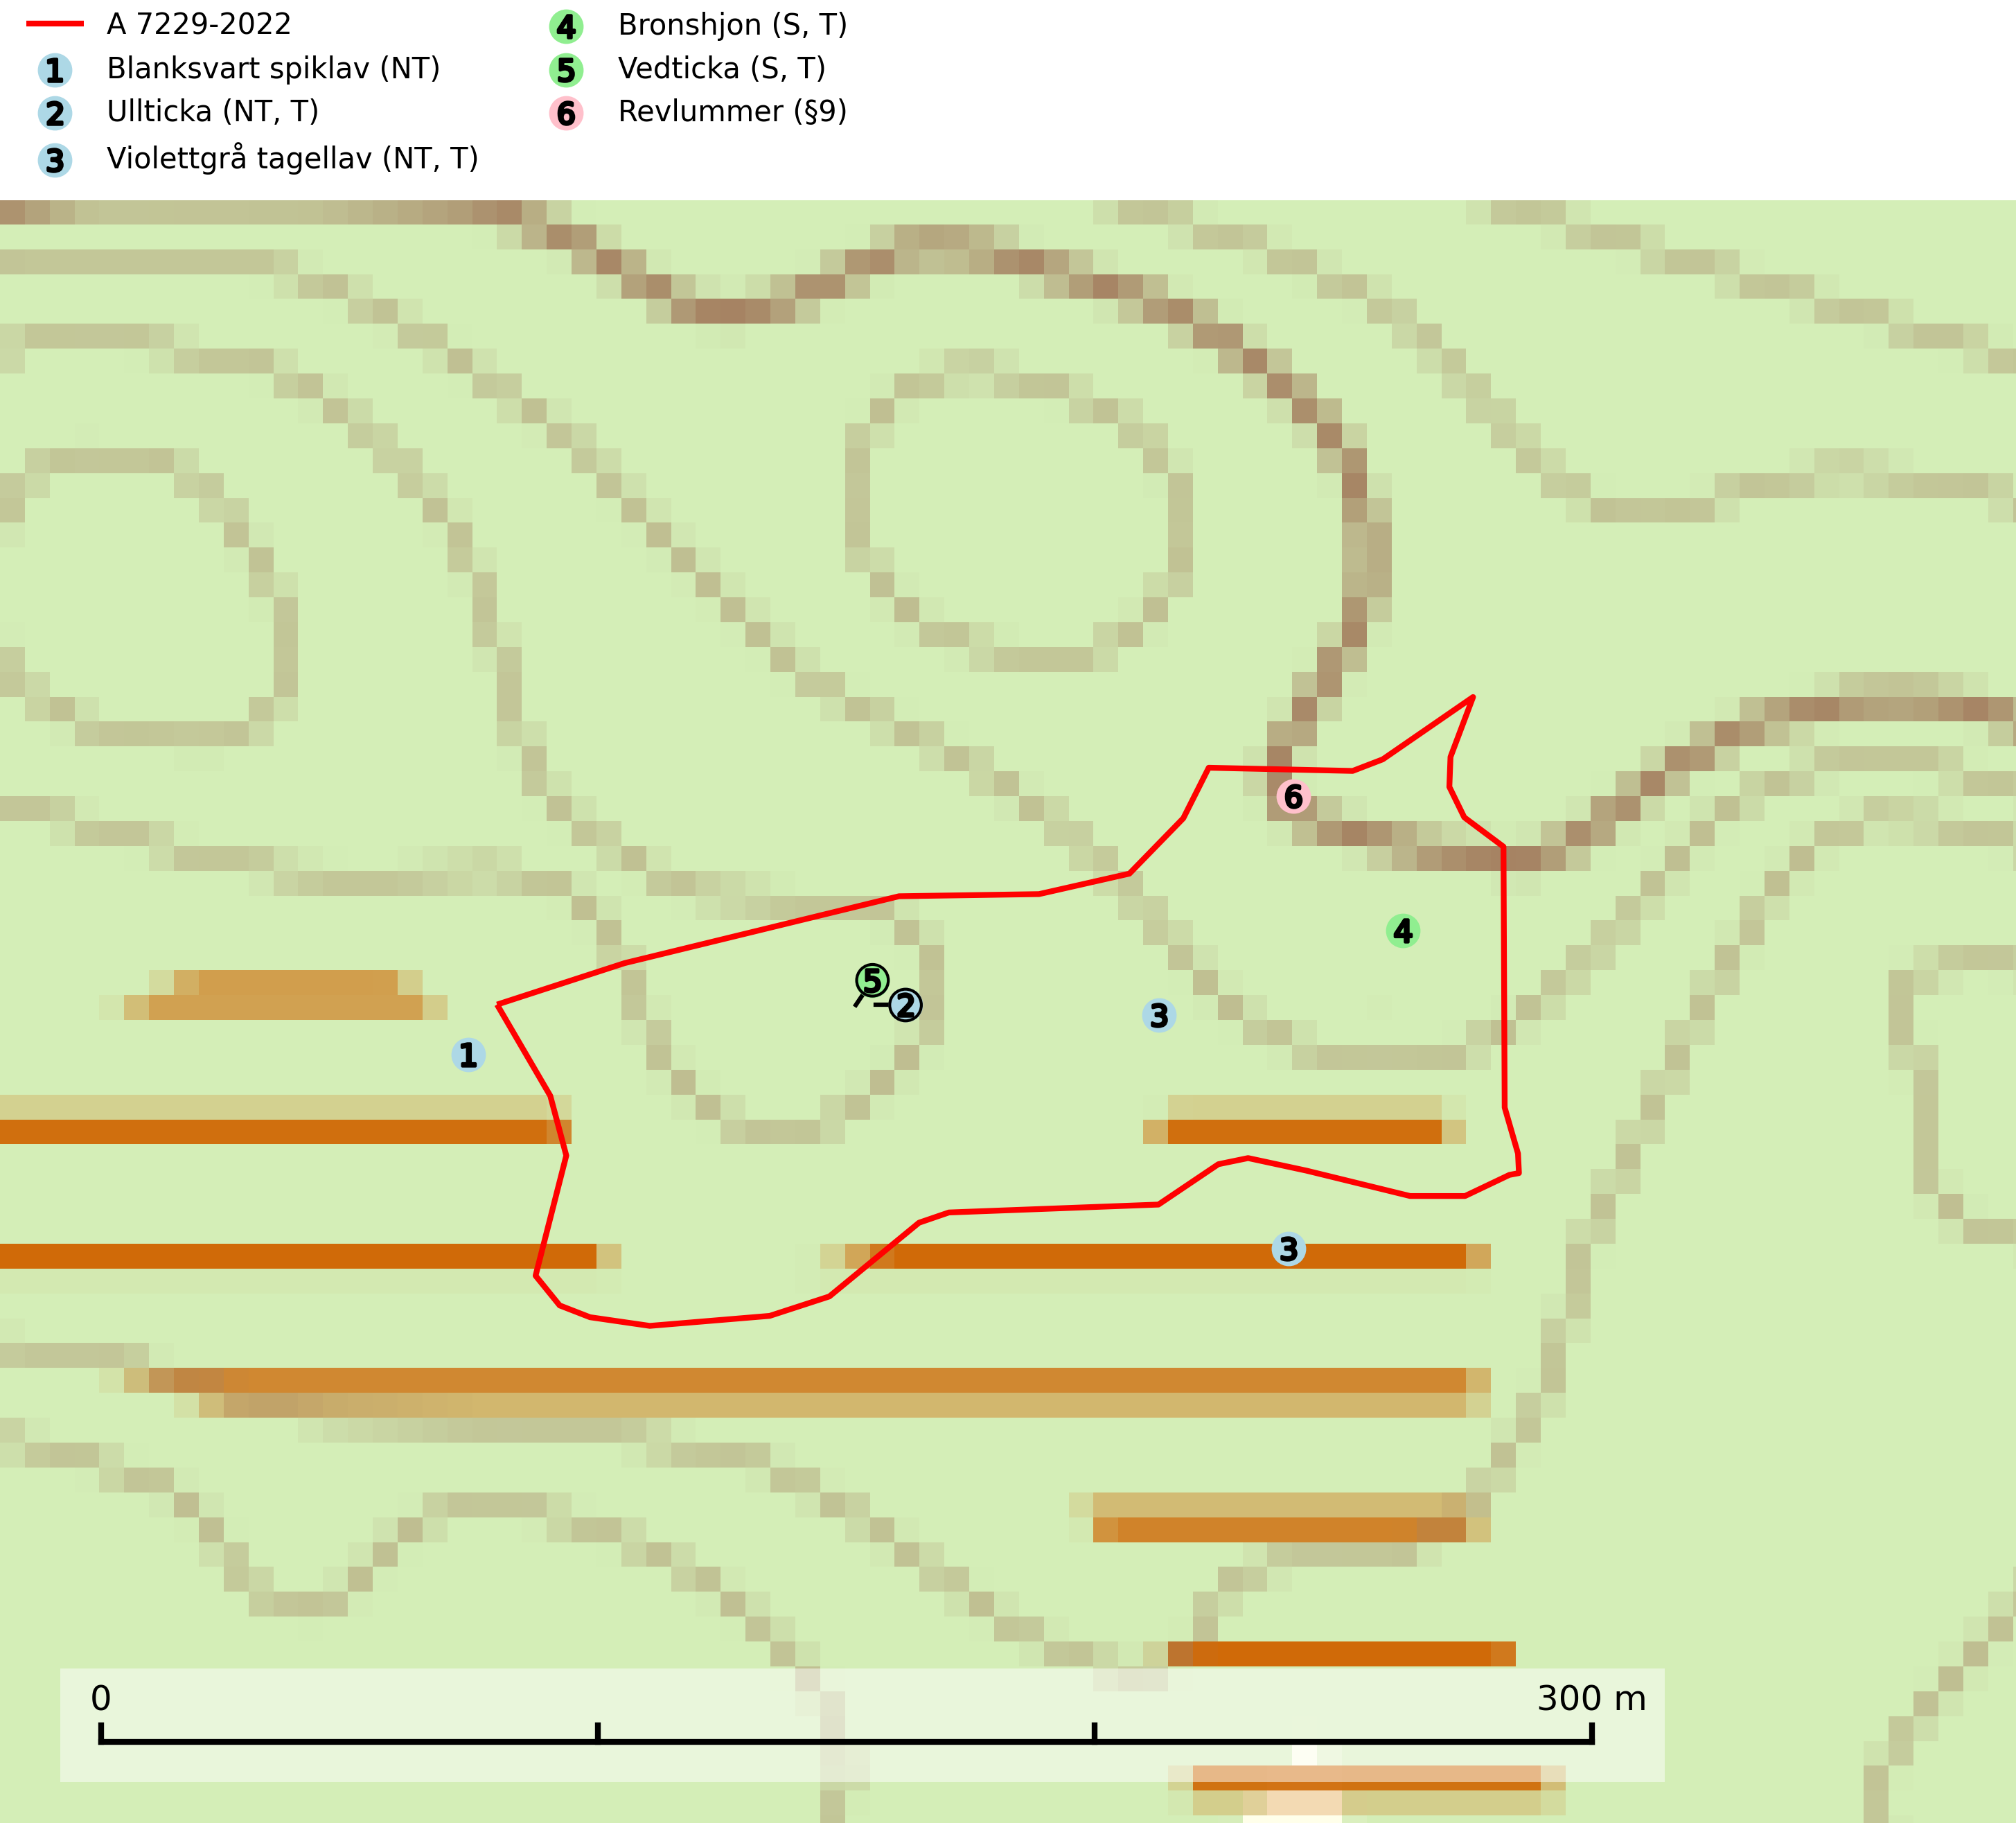 A 7229-2022
1 Blanksvart spiklav (NT)
2 Ullticka (NT, T)
3 Violettgrå tagellav (NT, T)
4 Bronshjon (S, T)
5 Vedticka (S, T)
6 Revlummer (§9)
6
4
5
2
3
1
3
0 300 m